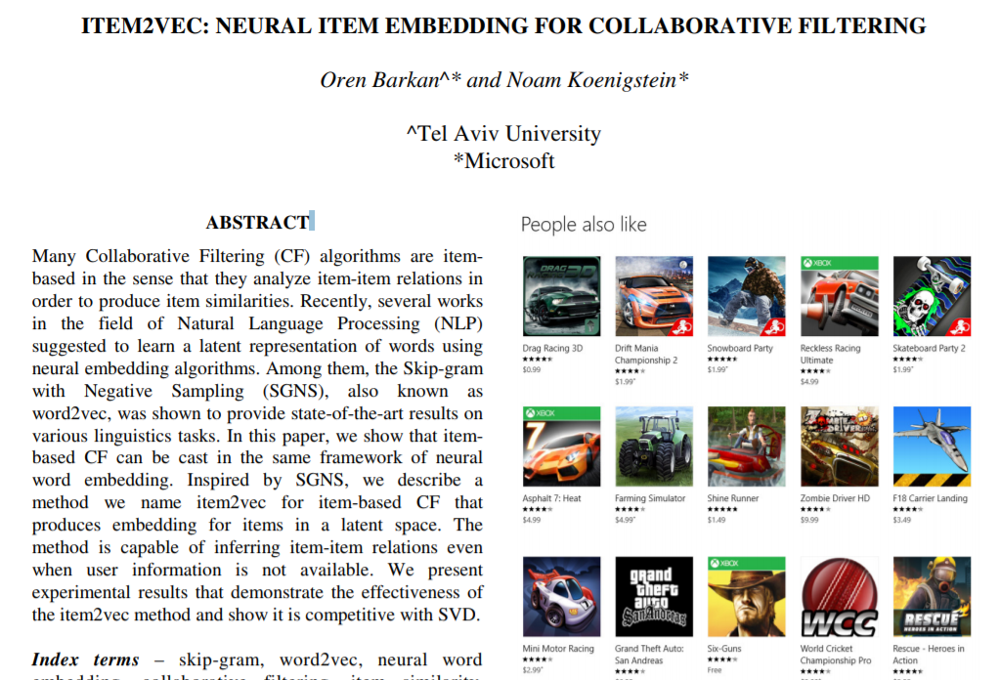 ITEM2VEC: NEURAL ITEM EMBEDDING FOR COLLABORATIVE FILTERING
Oren Barkan^* and Noam Koenigstein*
^Tel Aviv University
*Microsoft
ABSTRACT
Many Collaborative Filtering (CF) algorithms are item-
based in the sense that they analyze item-item relations in
order to produce item similarities. Recently, several works
in the field of Natural Language Processing (NLP)
suggested to learn a latent representation of words using
neural embedding algorithms. Among them, the Skip-gram
with Negative Sampling (SGNS), also known as
word2vec, was shown to provide state-of-the-art results on
various linguistics tasks. In this paper, we show that item-
based CF can be cast in the same framework of neural
word embedding. Inspired by SGNS, we describe a
method we name item2vec for item-based CF that
produces embedding for items in a latent space. The
method is capable of inferring item-item relations even
when user information is not available. We present
experimental results that demonstrate the effectiveness of
the item2vec method and show it is competitive with SVD.
Index terms – skip-gram, word2vec, neural word
embedding, collaborative filtering, item similarity,
People also like
DRAG
Drag Racing 3D
$0.99
Drift Mania
Championship 2
$1.99*
Snowboard Party
$1.99*
XBOX
Reckless Racing
Ultimate
$4.99
Skateboard Party 2
$1.99*
XBOX
7
Asphalt 7: Heat
$4.99
Farming Simulator
$4.99*
Shine Runner
$1.49
ZOMBIE
DRIVER
Zombie Driver HD
$9.99
F18 Carrier Landing
$3.49
Mini Motor Racing
$2.99*
grand
theft
auto
San Andreas
Grand Theft Auto:
San Andreas
XBOX
Six-Guns
Free
WCC
World Cricket
Championship Pro
RESCUE
HEROES IN ACTION
Rescue - Heroes in
Action